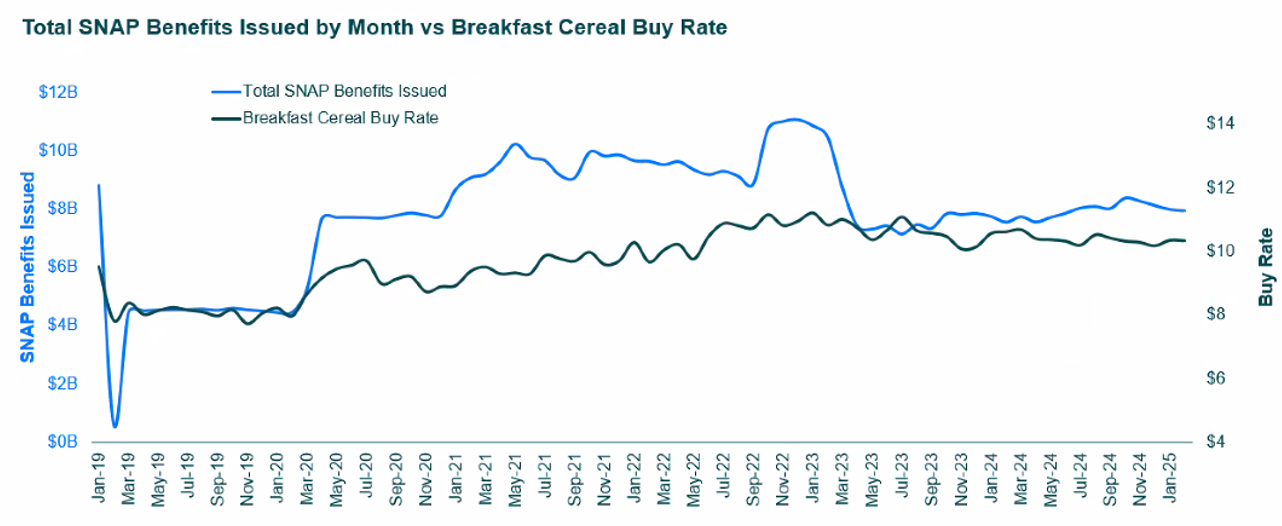 Total SNAP Benefits Issued by Month vs Breakfast Cereal Buy Rate
Total SNAP Benefits Issued
Breakfast Cereal Buy Rate
SNAP Benefits Issued
$12B
$10B
$8B
$6B
$4B
$2B
$0B
$14
$12
$10
$8
$6
$4
Buy Rate
Jan-19
Mar-19
May-19
Jul-19
Sep-19
Nov-19
Jan-20
Mar-20
May-20
Jul-20
Sep-20
Nov-20
Jan-21
Mar-21
May-21
Jul-21
Sep-21
Nov-21
Jan-22
Mar-22
May-22
Jul-22
Sep-22
Nov-22
Jan-23
Mar-23
May-23
Jul-23
Sep-23
Nov-23
Jan-24
Mar-24
May-24
Jul-24
Sep-24
Nov-24
Jan-25